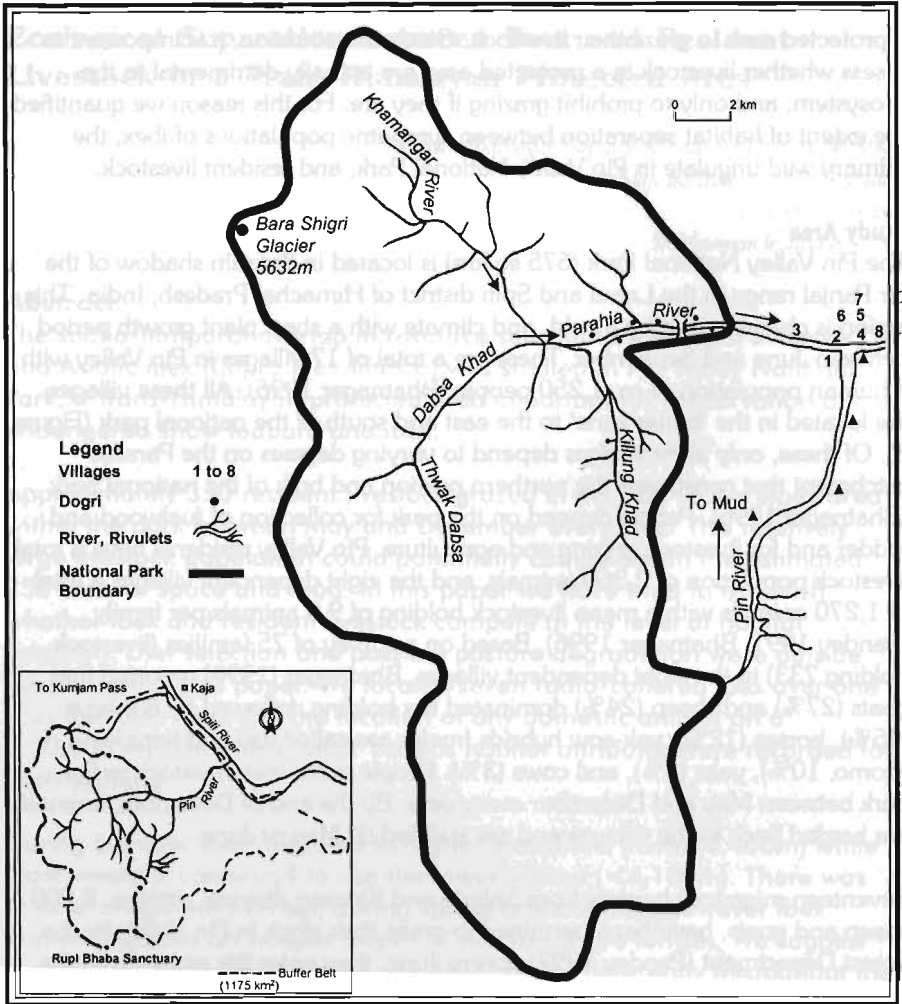 0 2 km
Khamangar River
Bara Shigri
Glacier
5632m
Parahia River
Dabsa Khad
Thwak Dabsa
Killung Khad
7
6 5
3 2 4 8
1
To Mud
Pin River
Legend
Villages 1 to 8
Dogri
River, Rivulets
National Park
Boundary
To Kunjam Pass
Kaja
Spiti River
Pin River
Rupi Bhaba Sanctuary
Buffer Belt
(1175 km²)